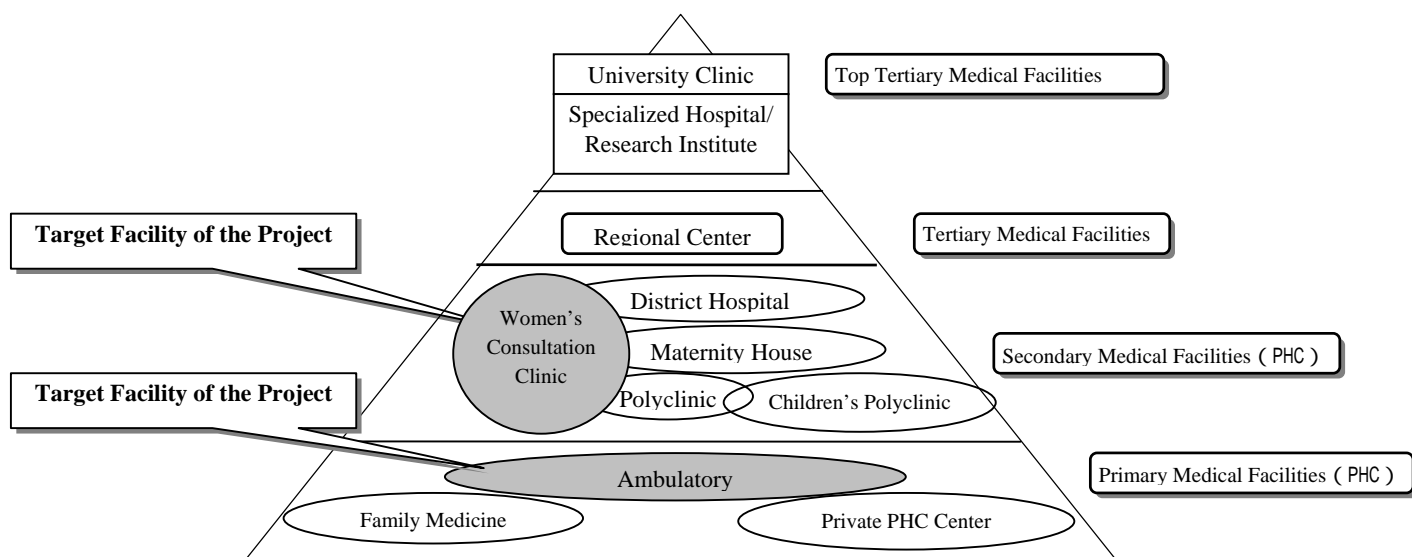 University Clinic
Top Tertiary Medical Facilities
Specialized Hospital/
Research Institute
Target Facility of the Project
Regional Center
Tertiary Medical Facilities
District Hospital
Women’s
Consultation
Clinic
Maternity House
Secondary Medical Facilities ( PHC )
Target Facility of the Project
Polyclinic
Children's Polyclinic
Ambulatory
Primary Medical Facilities ( PHC )
Family Medicine
Private PHC Center